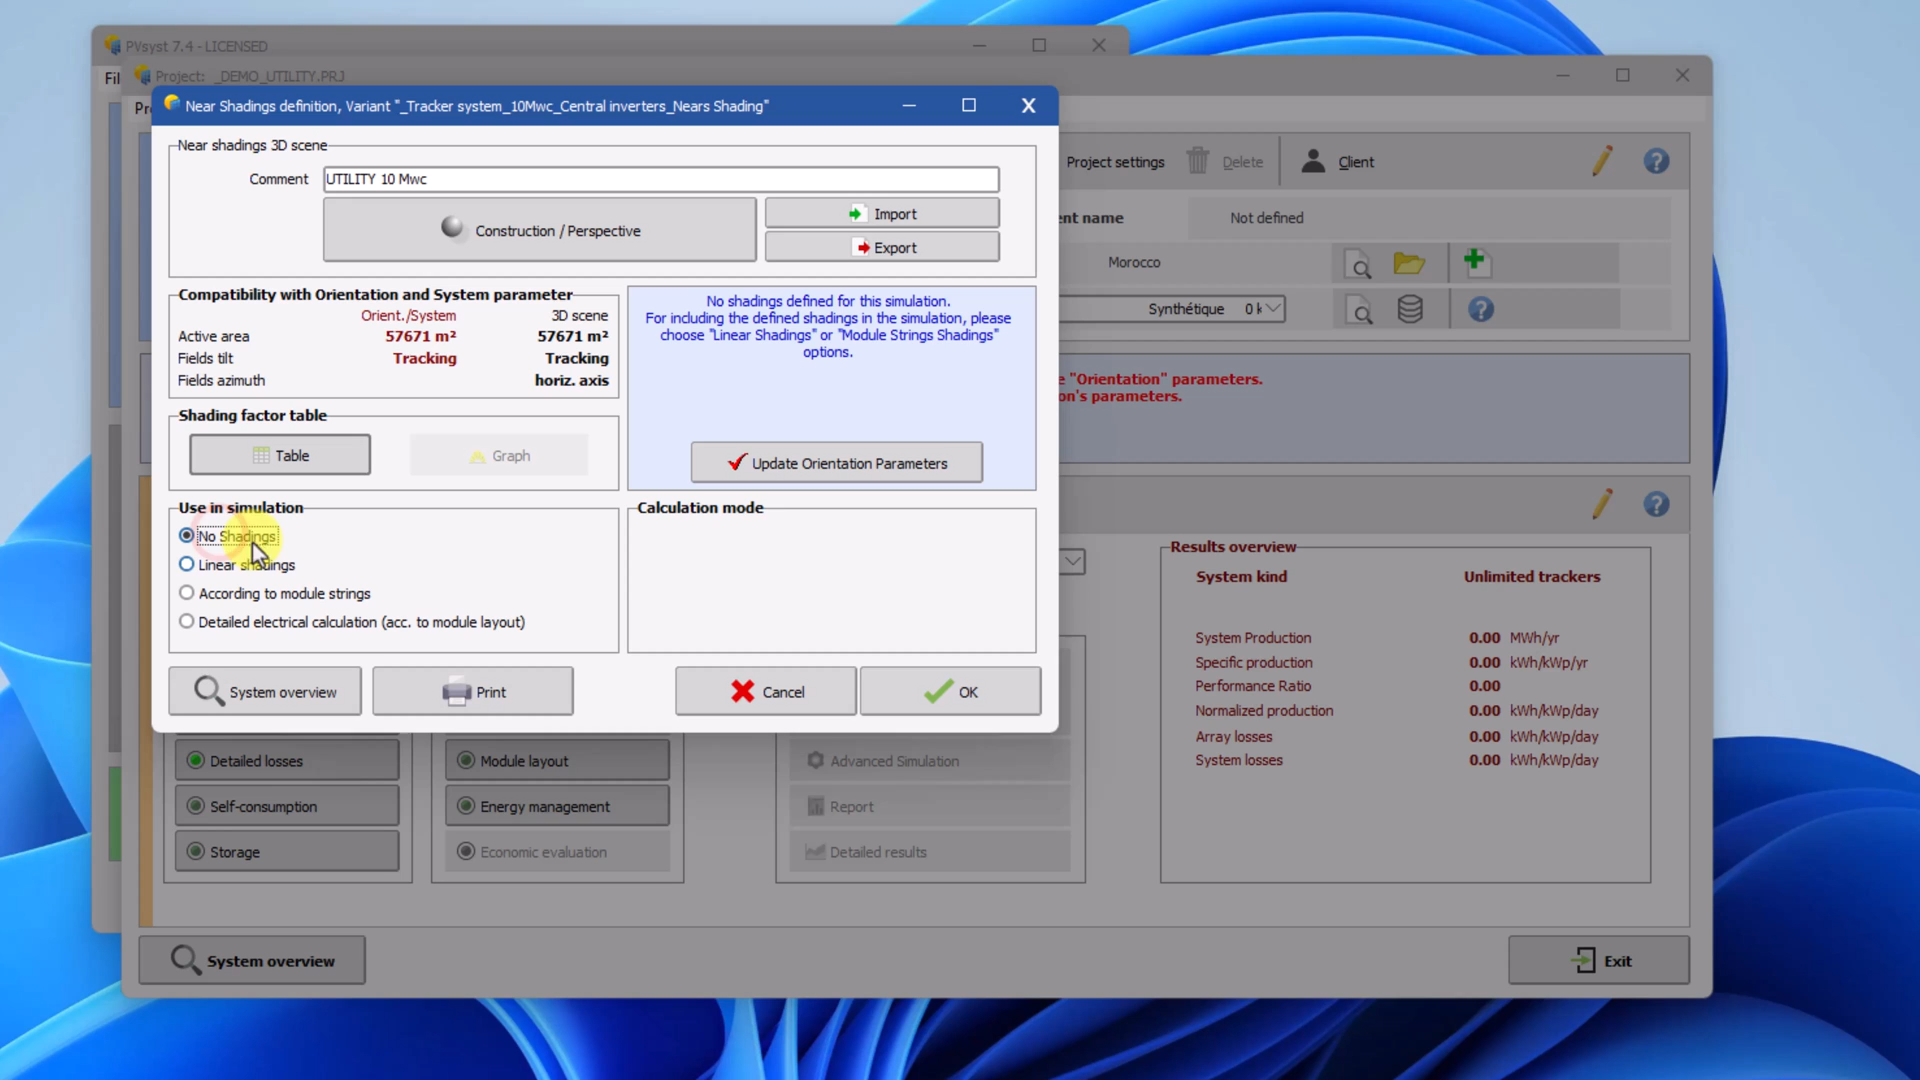 PVsyst 7.4 - LICENSED
Fil
Project: _DEMO_UTILITY.PRJ
Pr
Near Shadings definition, Variant "_Tracker system_10Mwc_Central inverters_Nears Shading"
Near shadings 3D scene
Comment UTILITY 10 Mwc
Construction / Perspective
Import
Export
Compatibility with Orientation and System parameter
Orient./System 3D scene
Active area 57671 m² 57671 m²
Fields tilt Tracking Tracking
Fields azimuth horiz. axis
No shadings defined for this simulation.
For including the defined shadings in the simulation, please
choose "Linear Shadings" or "Module Strings Shadings"
options.
Update Orientation Parameters
Shading factor table
Table Graph
Use in simulation
No Shadings
Linear shadings
According to module strings
Detailed electrical calculation (acc. to module layout)
Calculation mode
System overview Print Cancel OK
Project settings Delete Client
ent name Not defined
Morocco
Synthétique 0 k
e "Orientation" parameters.
on's parameters.
Results overview
System kind Unlimited trackers
System Production 0.00 MWh/yr
Specific production 0.00 kWh/kWp/yr
Performance Ratio 0.00
Normalized production 0.00 kWh/kWp/day
Array losses 0.00 kWh/kWp/day
System losses 0.00 kWh/kWp/day
Detailed losses Module layout Advanced Simulation
Self-consumption Energy management Report
Storage Economic evaluation Detailed results
System overview Exit